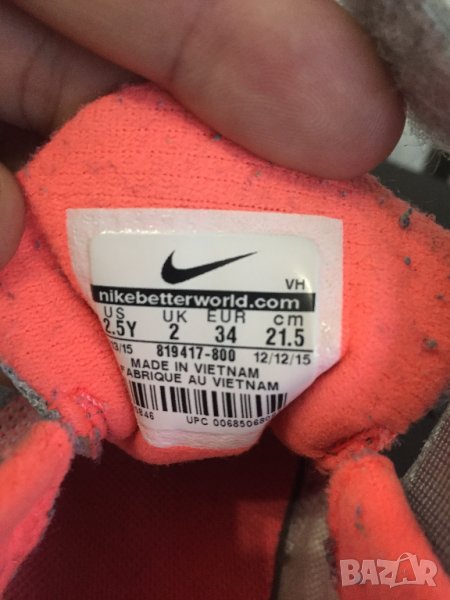 VH
nikebetterworld.com
US UK EUR cm
2.5Y 2 34 21.5
819417-800 12/12/15
MADE IN VIETNAM
FABRIQUE AU VIETNAM
UPC
BAZAR